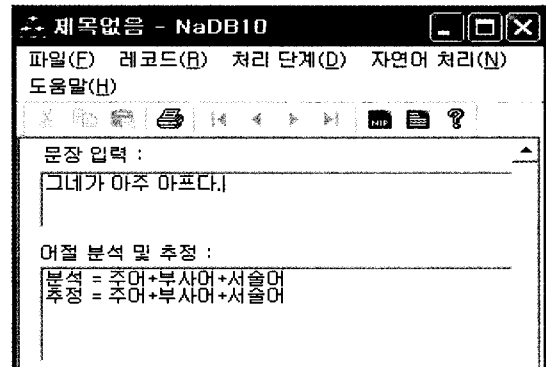 제목없음 - NaDB10
파일(F) 레코드(R) 처리 단계(D) 자연어 처리(N)
도움말(H)
NIP
문장 입력 :
그네가 아주 아프다.
어절 분석 및 추정 :
분석 = 주어+부사어+서술어
추정 = 주어+부사어+서술어